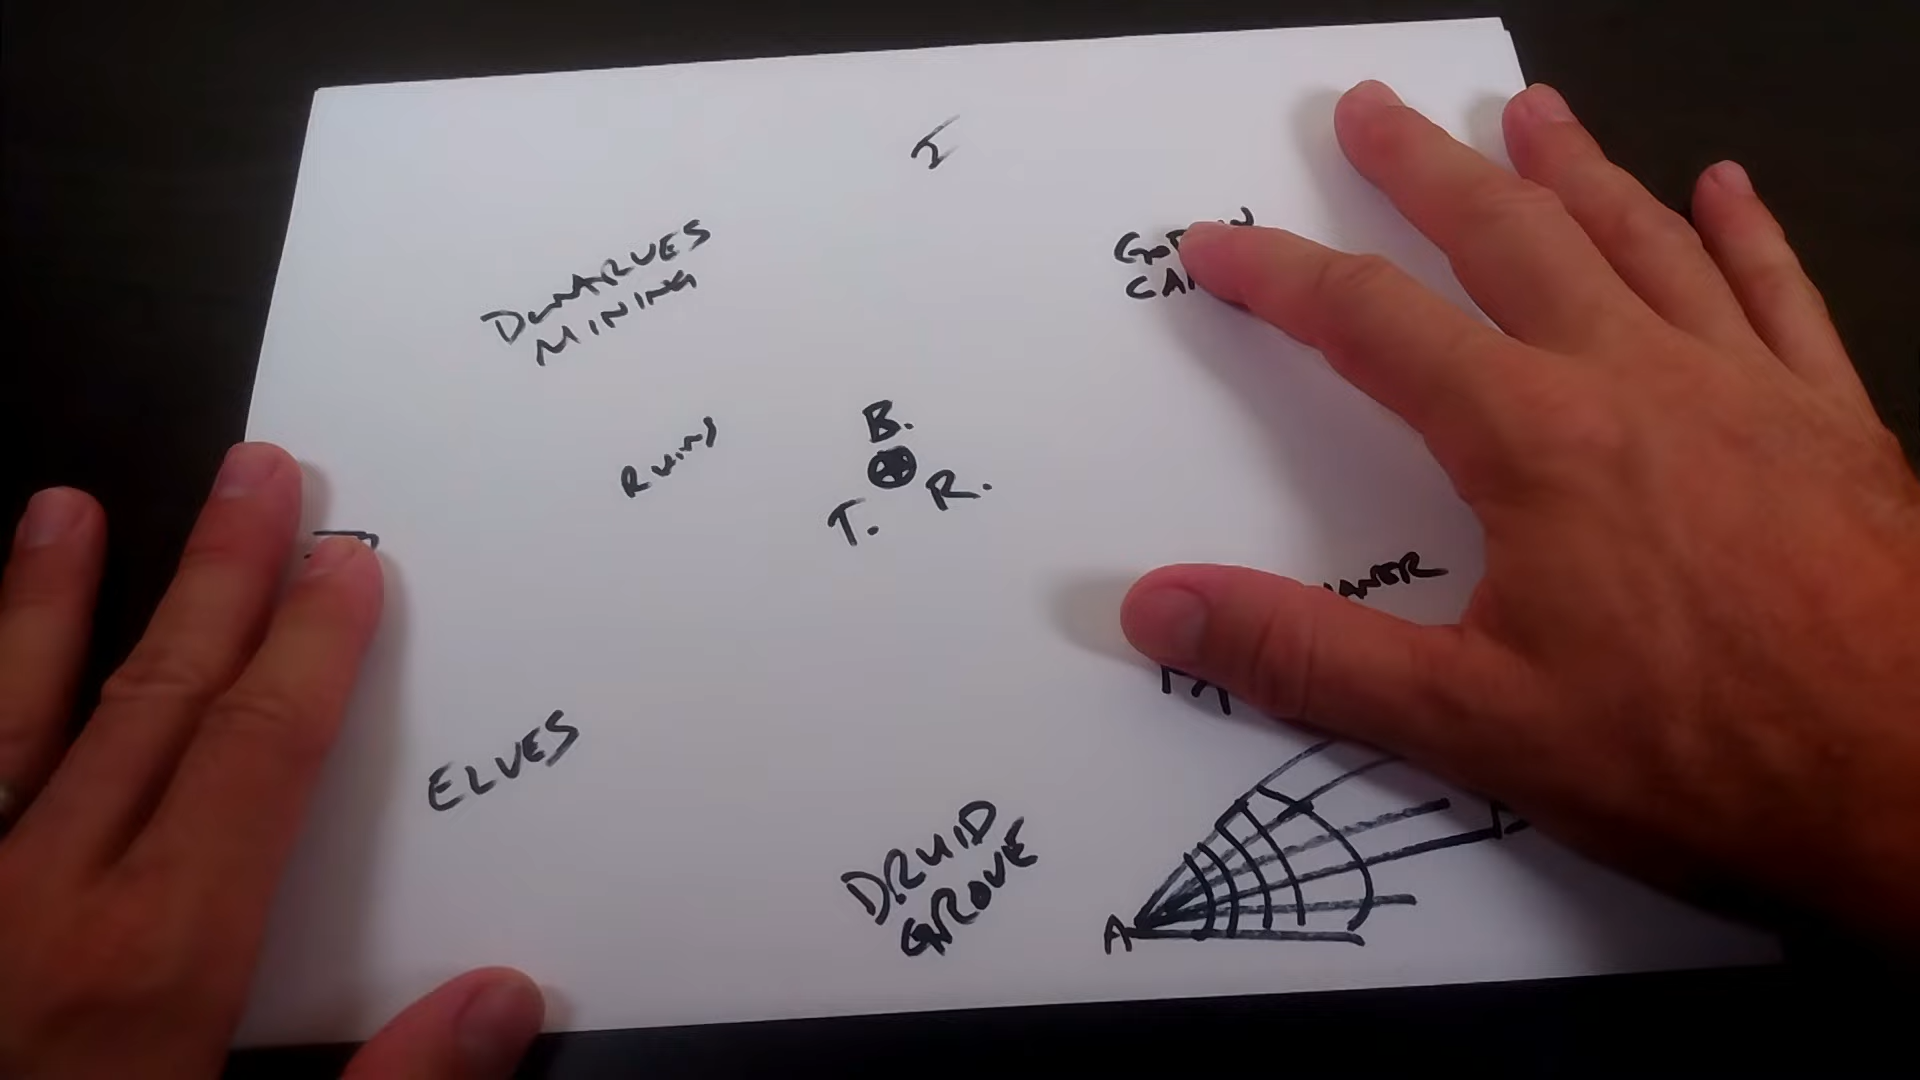 I
DWARVES
MINING
RUINS
B.
T. R.
ELVES
DRUID
GROVE
A